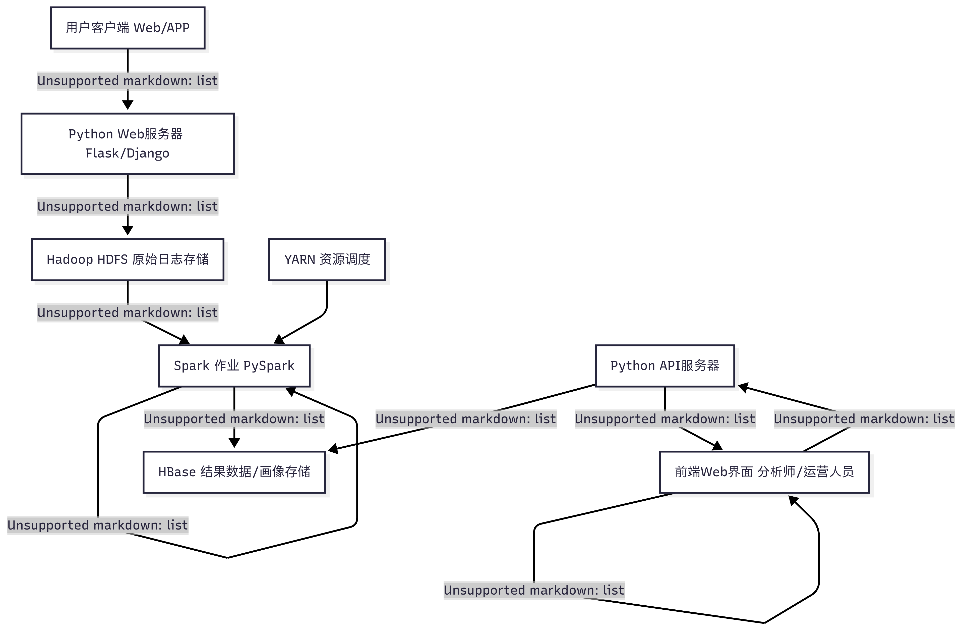 用户客户端 Web/APP
Unsupported markdown: list
Python Web服务器
Flask/Django
Unsupported markdown: list
Hadoop HDFS 原始日志存储
YARN 资源调度
Unsupported markdown: list
Spark 作业 PySpark
Python API服务器
Unsupported markdown: list
Unsupported markdown: list
Unsupported markdown: list
Unsupported markdown: list
HBase 结果数据/画像存储
前端Web界面 分析师/运营人员
Unsupported markdown: list
Unsupported markdown: list